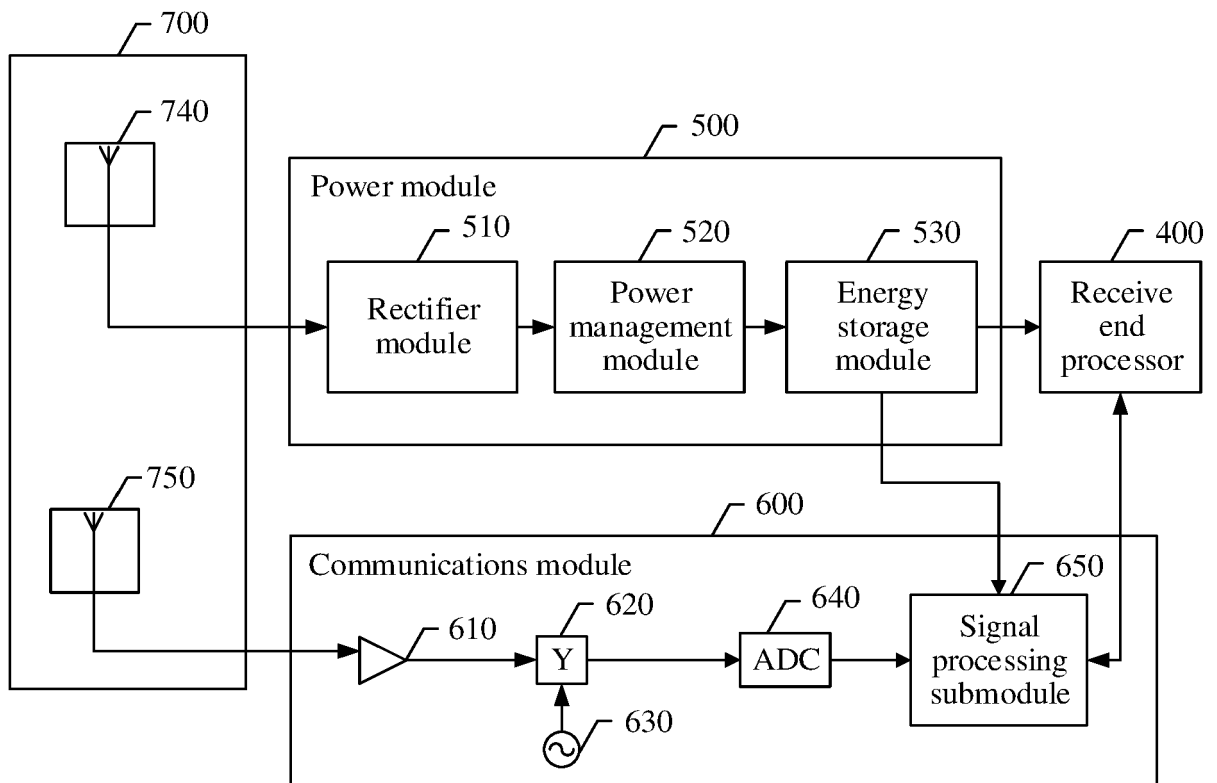 700
740
500
Power module
510
520
530
400
Rectifier
module
Power
management
module
Energy
storage
module
Receive
end
processor
750
600
Communications module
650
610
620
640
Y
ADC
Signal
processing
submodule
630